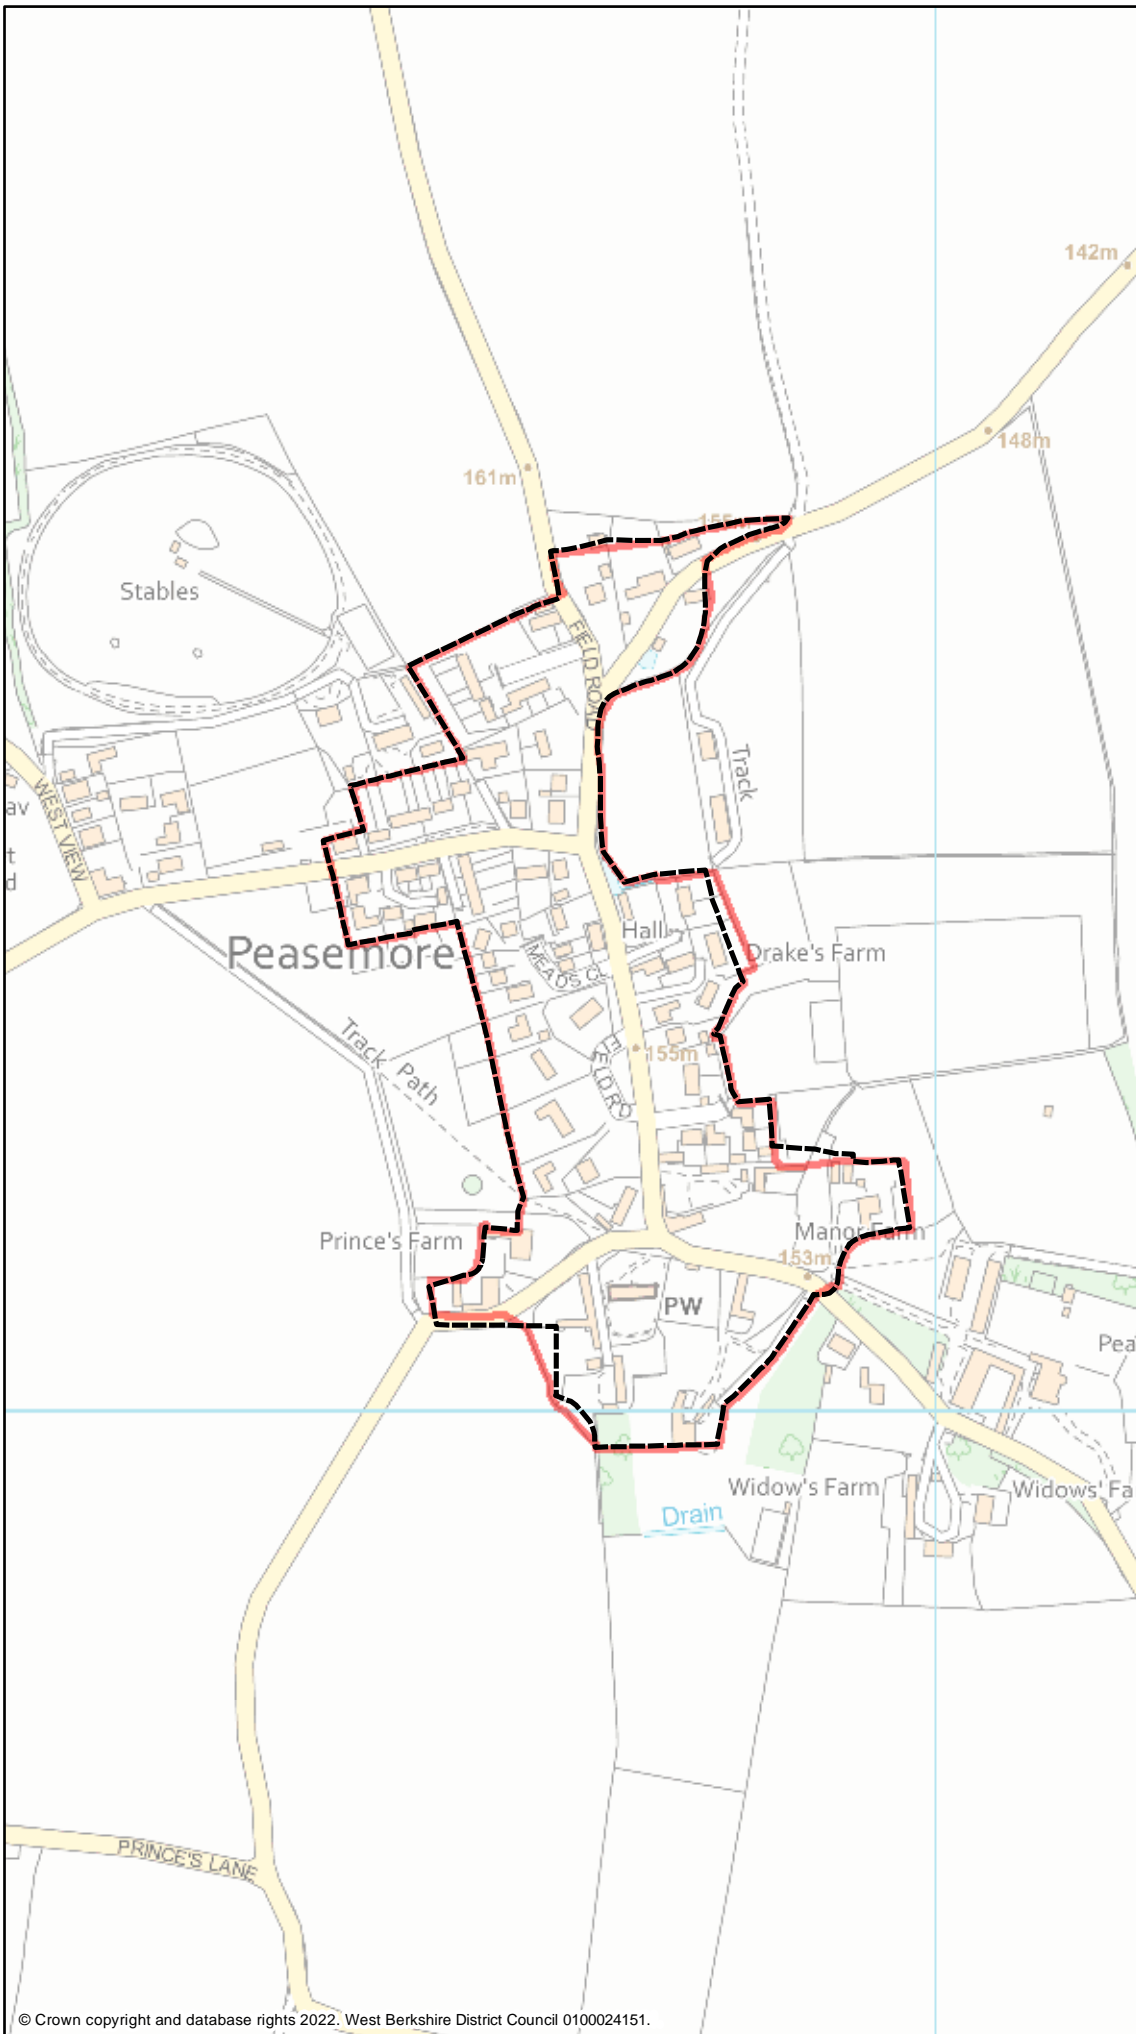 142m
148m
161m
Stables
FIELD ROAD
Track
WEST VIEW
Hall
Peasemore
MEADS CL
Drake's Farm
Track
Path
155m
FIELD RD
Prince's Farm
Manor Farm
153m
PW
Pea
Widow's Farm
Widows' Fa
Drain
PRINCE'S LANE
© Crown copyright and database rights 2022. West Berkshire District Council 0100024151.